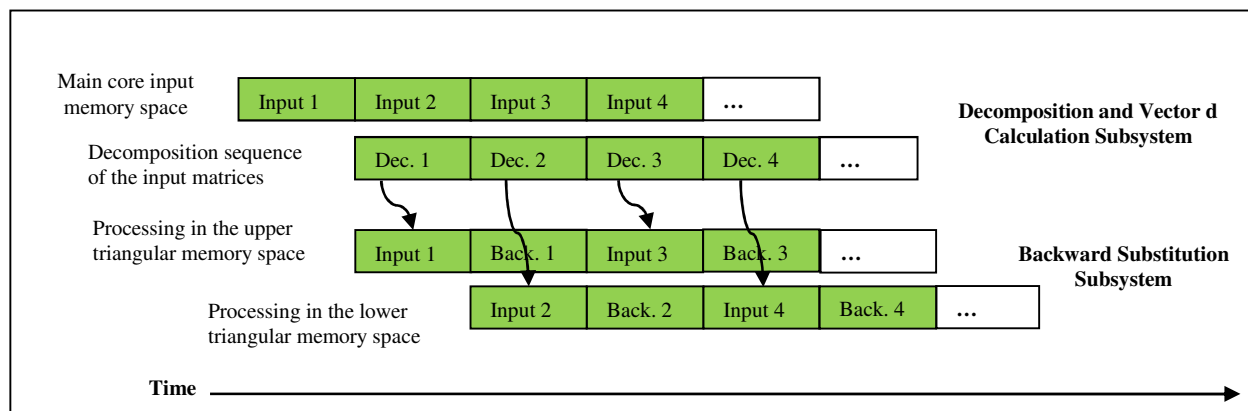 Main core input
memory space
Input 1 Input 2 Input 3 Input 4 ...
Decomposition and Vector d
Calculation Subsystem
Decomposition sequence
of the input matrices
Dec. 1 Dec. 2 Dec. 3 Dec. 4 ...
Processing in the upper
triangular memory space
Input 1 Back. 1 Input 3 Back. 3 ...
Backward Substitution
Subsystem
Processing in the lower
triangular memory space
Input 2 Back. 2 Input 4 Back. 4 ...
Time